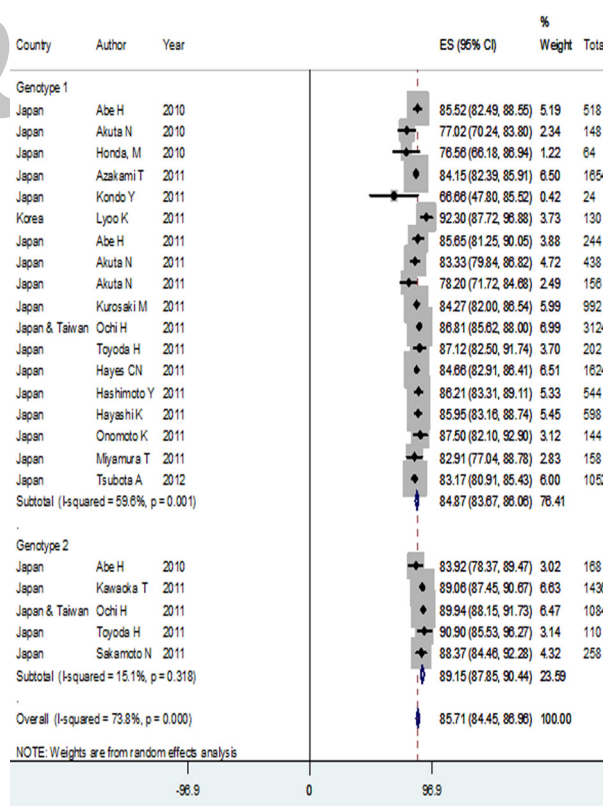 %
Country Author Year ES (95% CI) Weight Total
Genotype 1
Japan Abe H 2010 85.52 (82.49, 88.55) 5.19 518
Japan Akuta N 2010 77.02 (70.24, 83.80) 2.34 148
Japan Honda, M 2010 76.56 (66.18, 86.94) 1.22 64
Japan Azakami T 2011 84.15 (82.39, 85.91) 6.50 1654
Japan Kondo Y 2011 66.66 (47.80, 85.52) 0.42 24
Korea Lyoo K 2011 92.30 (87.72, 96.88) 3.73 130
Japan Abe H 2011 85.65 (81.25, 90.05) 3.88 244
Japan Akuta N 2011 83.33 (79.84, 86.82) 4.72 438
Japan Akuta N 2011 78.20 (71.72, 84.68) 2.49 156
Japan Kurosaki M 2011 84.27 (82.00, 86.54) 5.99 992
Japan & Taiwan Ochi H 2011 86.81 (85.62, 88.00) 6.99 3124
Japan Toyoda H 2011 87.12 (82.50, 91.74) 3.70 202
Japan Hayes CN 2011 84.66 (82.91, 86.41) 6.51 1624
Japan Hashimoto Y 2011 86.21 (83.31, 89.11) 5.33 544
Japan Hayashi K 2011 85.95 (83.16, 88.74) 5.45 598
Japan Onomoto K 2011 87.50 (82.10, 92.90) 3.12 144
Japan Miyamura T 2011 82.91 (77.04, 88.78) 2.83 158
Japan Tsubota A 2012 83.17 (80.91, 85.43) 6.00 1052
Subtotal (I-squared = 59.6%, p = 0.001) 84.87 (83.67, 86.06) 76.41
.
Genotype 2
Japan Abe H 2010 83.92 (78.37, 89.47) 3.02 168
Japan Kawaoka T 2011 89.06 (87.45, 90.67) 6.63 1436
Japan & Taiwan Ochi H 2011 89.94 (88.15, 91.73) 6.47 1084
Japan Toyoda H 2011 90.90 (85.53, 96.27) 3.14 110
Japan Sakamoto N 2011 88.37 (84.46, 92.28) 4.32 258
Subtotal (I-squared = 15.1%, p = 0.318) 89.15 (87.85, 90.44) 23.59
.
Overall (I-squared = 73.8%, p = 0.000) 85.71 (84.45, 86.96) 100.00
NOTE: Weights are from random effects analysis
-96.9 0 96.9